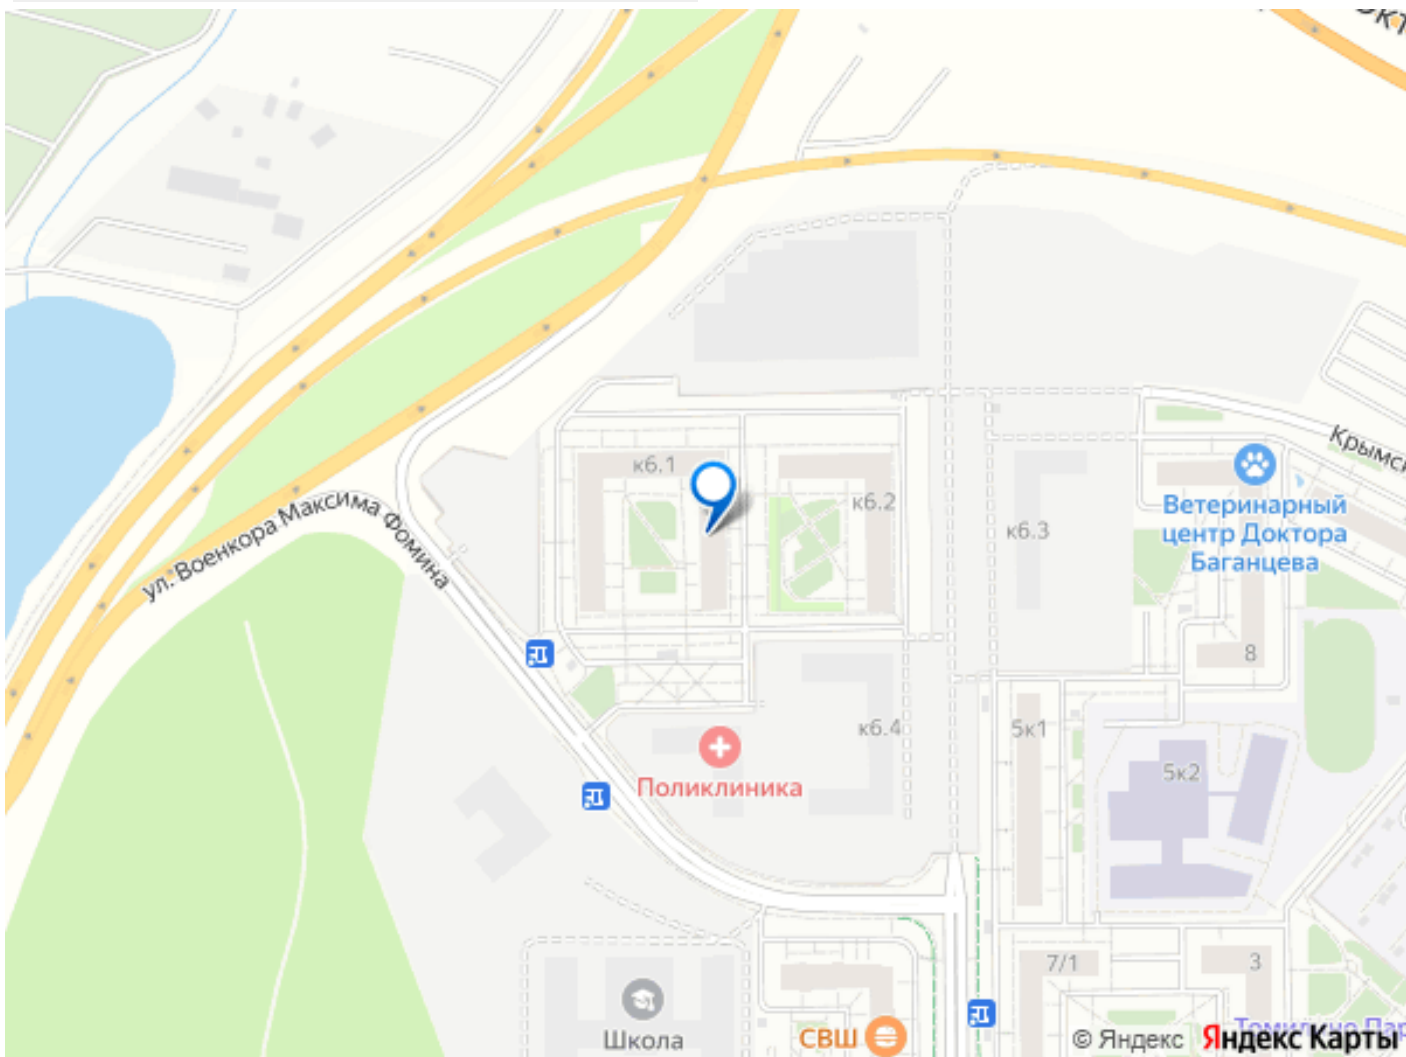 к6.1
к6.2
к6.3
Крымск
Ветеринарный
центр Доктора
Баганцева
ул. Военкора Максима Фомина
8
к6.4
5к1
5к2
Поликлиника
7/1
3
Школа
СВШ
© Яндекс
Яндекс Карты